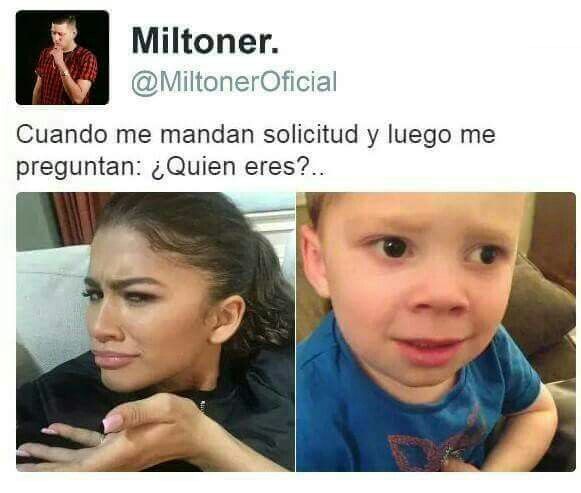 Miltoner.
@MiltonerOficial
Cuando me mandan solicitud y luego me
preguntan: ¿Quien eres?..